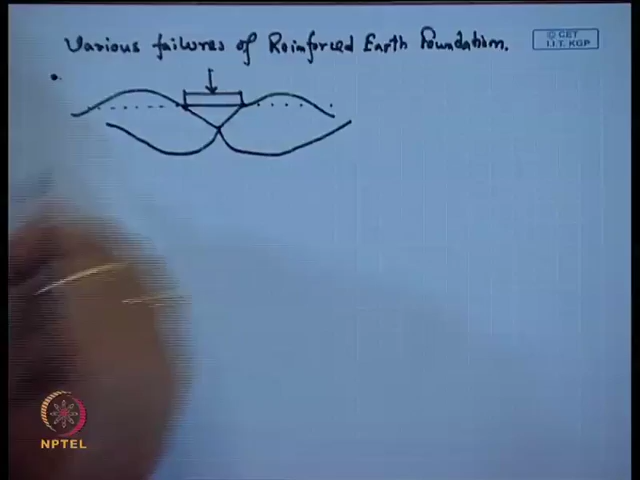 Various failures of Reinforced Earth Foundation.
© CET
I.I.T. KGP
NPTEL